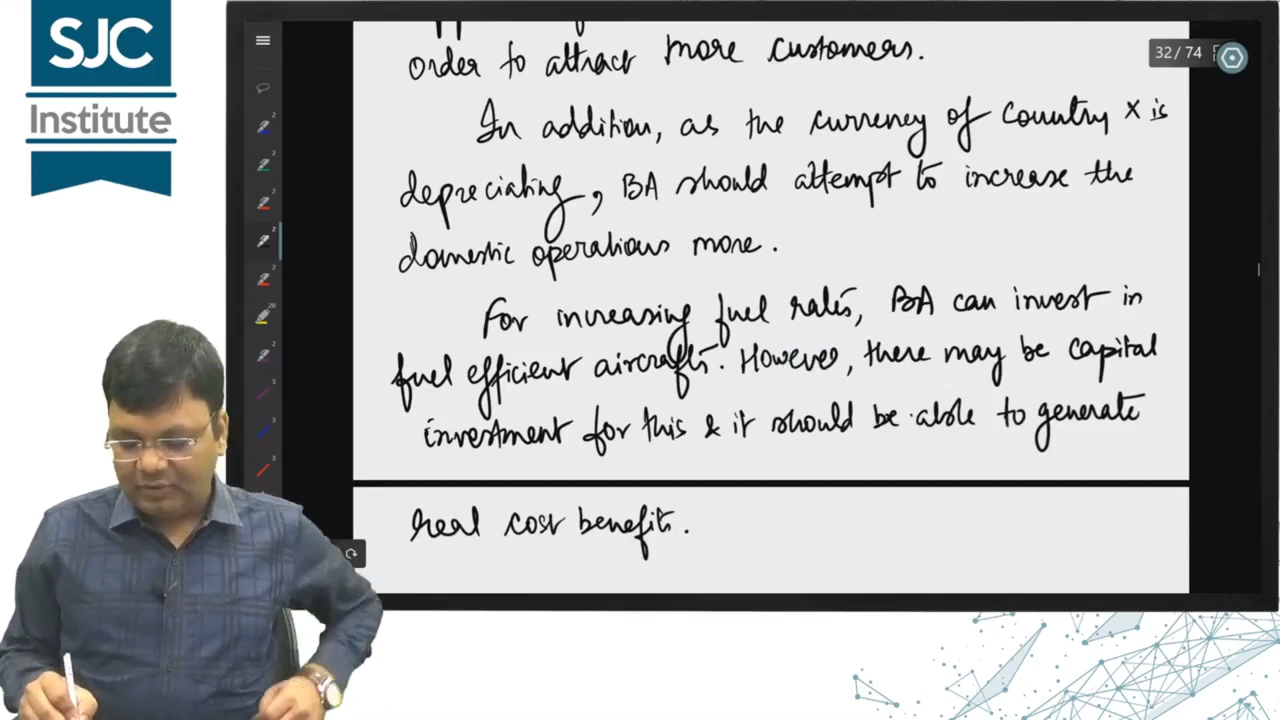 SJC
Institute
32/74
order to attract more customers.
In addition, as the currency of country X is
depreciating, BA should attempt to increase the
domestic operations more.
For increasing fuel rates, BA can invest in
fuel efficient aircrafts. However, there may be capital
investment for this & it should be able to generate
real cost benefits.